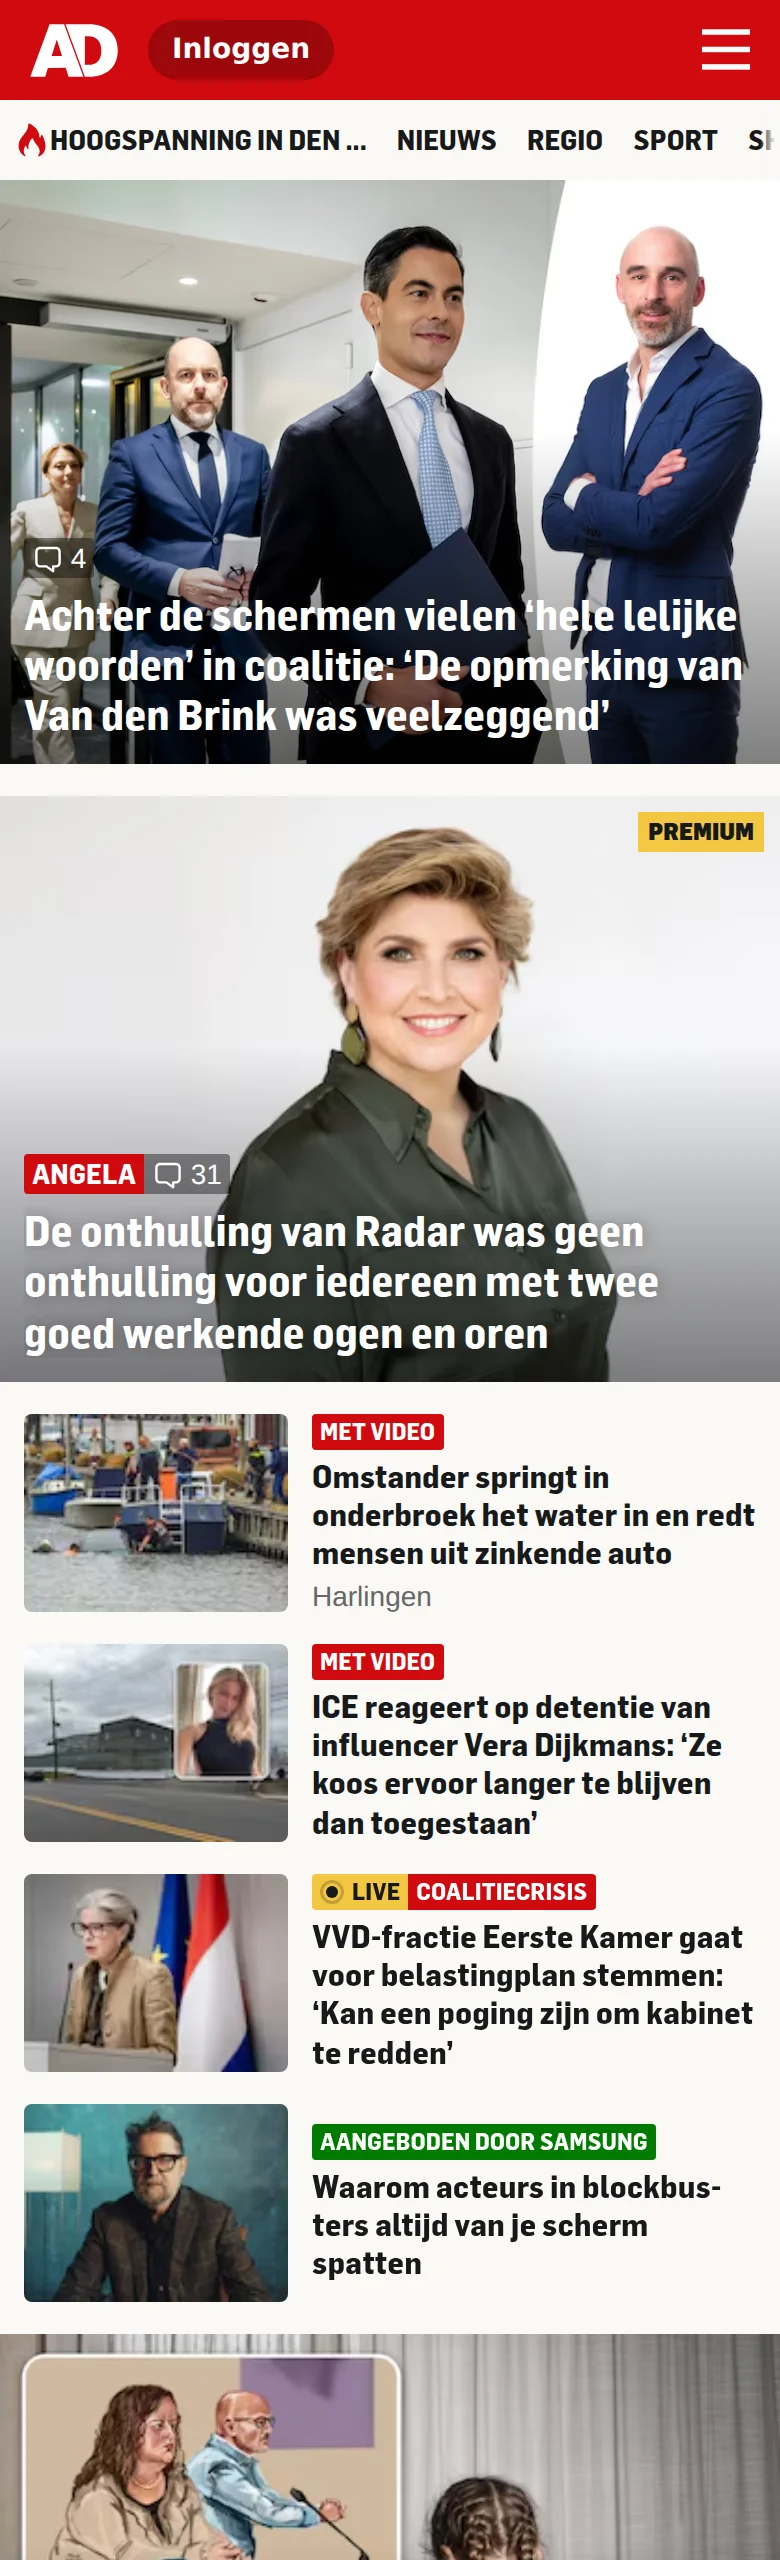 AD
Inloggen
HOOGSPANNING IN DEN ...
NIEUWS
REGIO
SPORT
4
Achter de schermen vielen ‘hele lelijke
woorden’ in coalitie: ‘De opmerking van
Van den Brink was veelzeggend’
PREMIUM
ANGELA
31
De onthulling van Radar was geen
onthulling voor iedereen met twee
goed werkende ogen en oren
MET VIDEO
Omstander springt in
onderbroek het water in en redt
mensen uit zinkende auto
Harlingen
MET VIDEO
ICE reageert op detentie van
influencer Vera Dijkmans: ‘Ze
koos ervoor langer te blijven
dan toegestaan’
LIVE COALITIECRISIS
VVD-fractie Eerste Kamer gaat
voor belastingplan stemmen:
‘Kan een poging zijn om kabinet
te redden’
AANGEBODEN DOOR SAMSUNG
Waarom acteurs in blockbus-
ters altijd van je scherm
spatten